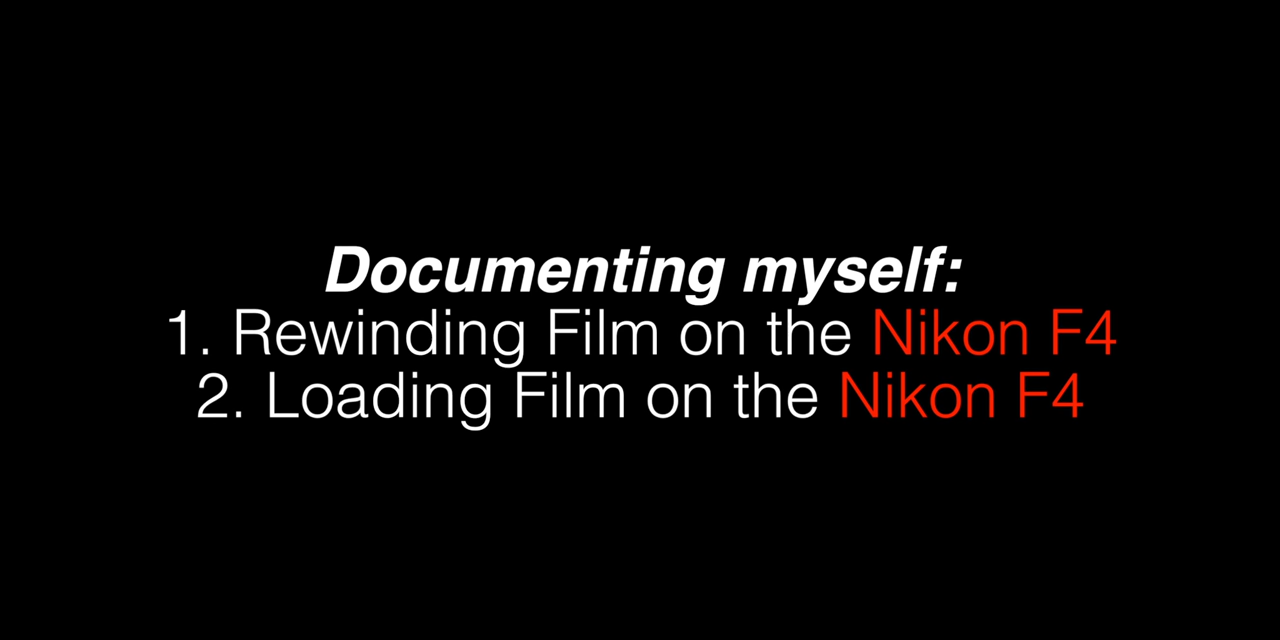 Documenting myself:
1. Rewinding Film on the Nikon F4
2. Loading Film on the Nikon F4